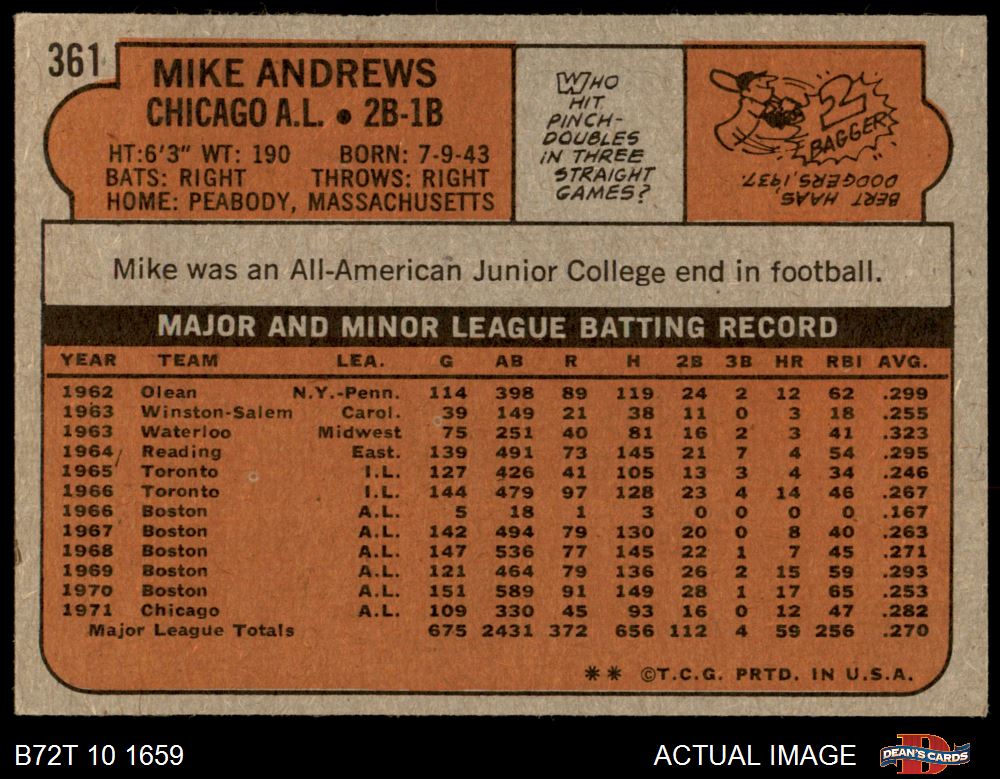 361
MIKE ANDREWS
CHICAGO A.L. • 2B-1B
HT:6'3" WT: 190 BORN: 7-9-43
BATS: RIGHT THROWS: RIGHT
HOME: PEABODY, MASSACHUSETTS
WHO
HIT
PINCH-
DOUBLES
IN THREE
STRAIGHT
GAMES?
2
BAGGER
BERT HAAS
DODGERS, 1937.
Mike was an All-American Junior College end in football.
MAJOR AND MINOR LEAGUE BATTING RECORD
YEAR TEAM LEA. G AB R H 2B 3B HR RBI AVG.
1962 Olean N.Y.-Penn. 114 398 89 119 24 2 12 62 .299
1963 Winston-Salem Carol. 39 149 21 38 11 0 3 18 .255
1963 Waterloo Midwest 75 251 40 81 16 2 3 41 .323
1964 Reading East. 139 491 73 145 21 7 4 54 .295
1965 Toronto I.L. 127 426 41 105 13 3 4 34 .246
1966 Toronto I.L. 144 479 97 128 23 4 14 46 .267
1966 Boston A.L. 5 18 1 3 0 0 0 0 .167
1967 Boston A.L. 142 494 79 130 20 0 8 40 .263
1968 Boston A.L. 147 536 77 145 22 1 7 45 .271
1969 Boston A.L. 121 464 79 136 26 2 15 59 .293
1970 Boston A.L. 151 589 91 149 28 1 17 65 .253
1971 Chicago A.L. 109 330 45 93 16 0 12 47 .282
Major League Totals 675 2431 372 656 112 4 59 256 .270
** ©T.C.G. PRTD. IN U.S.A.
B72T 10 1659 ACTUAL IMAGE DEAN'S CARDS